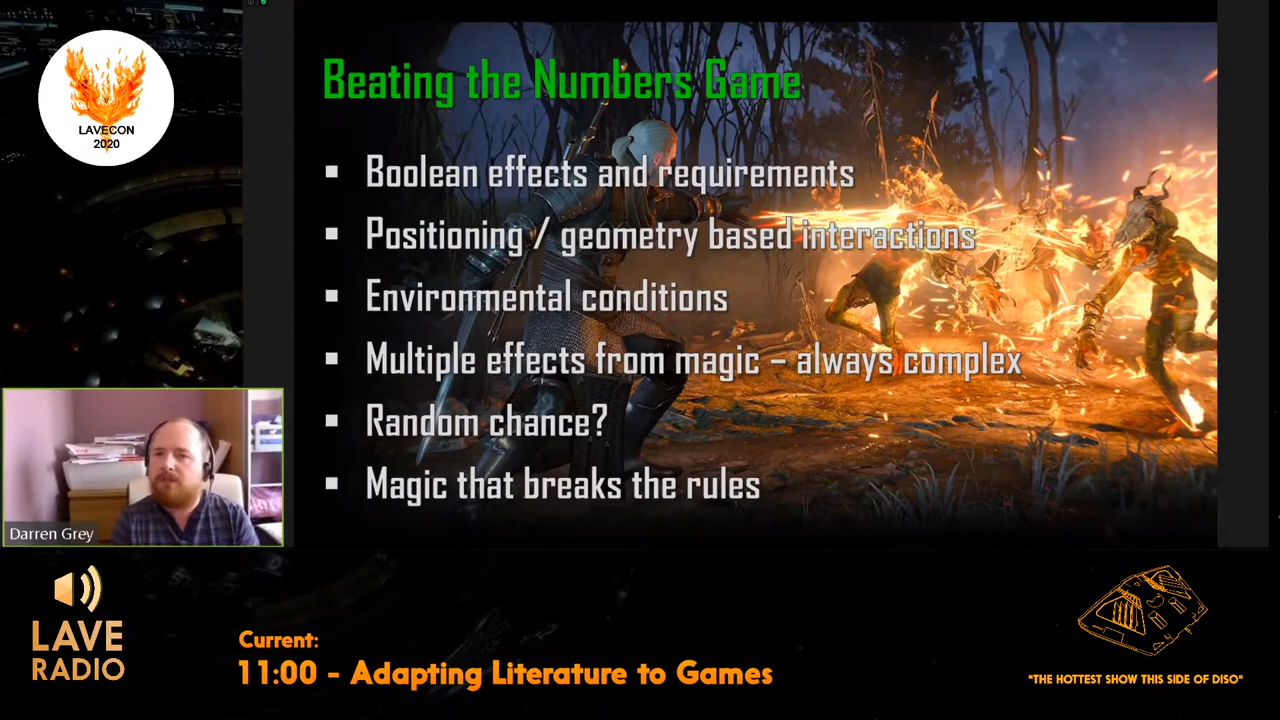 LAVECON
2020
Beating the Numbers Game
▪ Boolean effects and requirements
▪ Positioning / geometry based interactions
▪ Environmental conditions
▪ Multiple effects from magic – always complex
▪ Random chance?
▪ Magic that breaks the rules
Darren Grey
LAVE
RADIO
Current:
11:00 - Adapting Literature to Games
"THE HOTTEST SHOW THIS SIDE OF DISO"